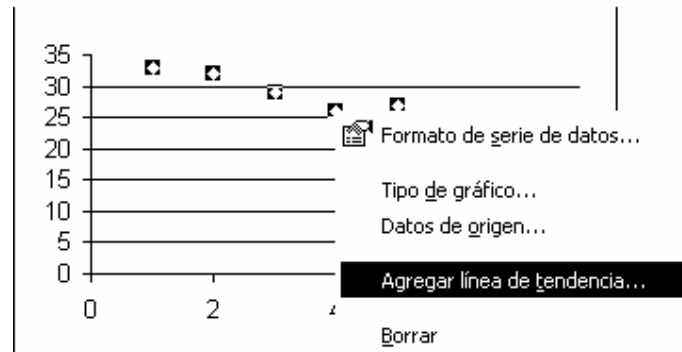 35
30
25
20
15
10
5
0
0 2
Formato de serie de datos...
Tipo de gráfico...
Datos de origen...
Agregar línea de tendencia...
Borrar